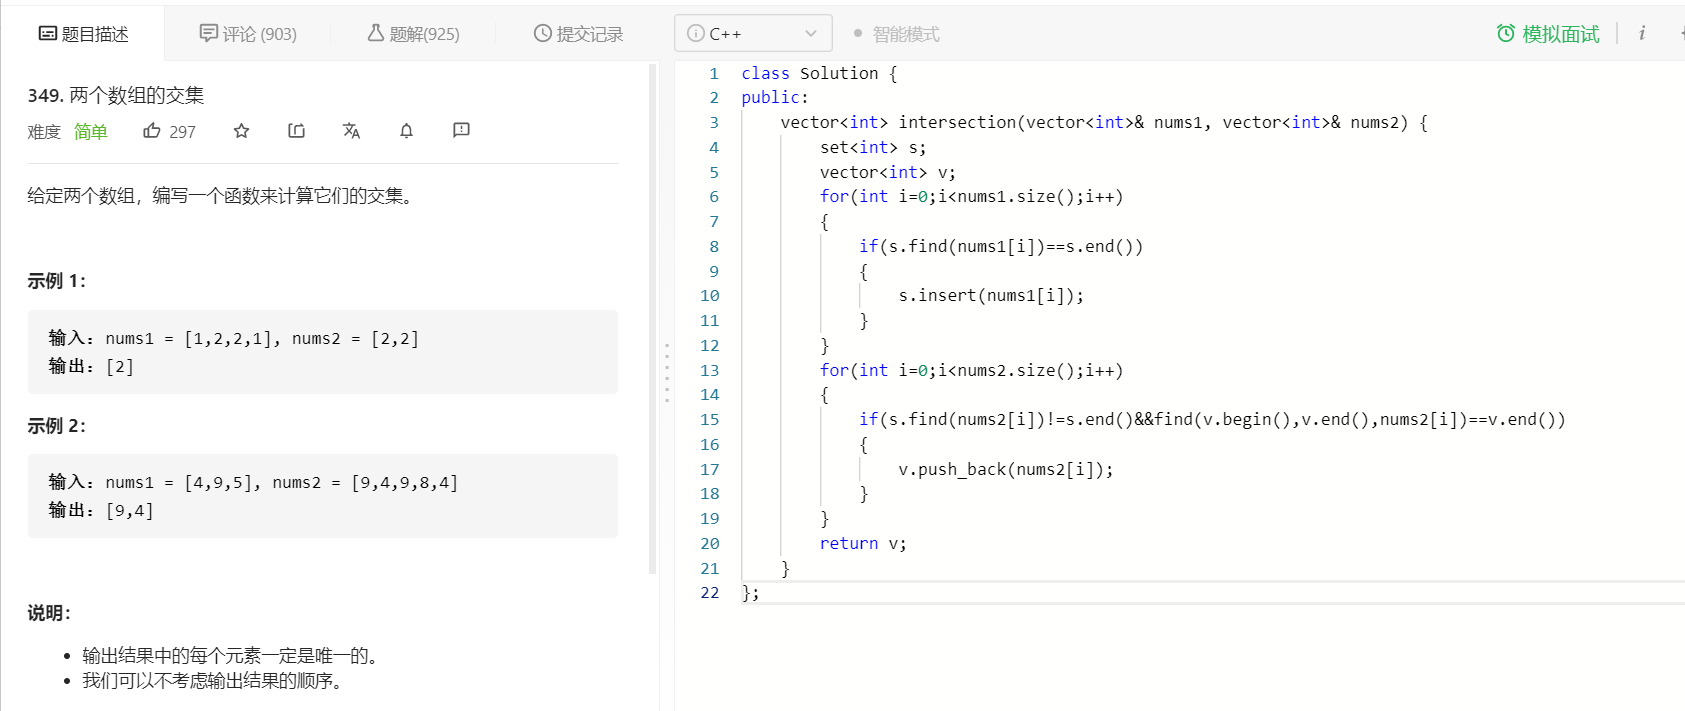 题目描述 评论 (903) 题解(925) 提交记录
349. 两个数组的交集
难度 简单 297
给定两个数组，编写一个函数来计算它们的交集。
示例 1：
输入：nums1 = [1,2,2,1], nums2 = [2,2]
输出：[2]
示例 2：
输入：nums1 = [4,9,5], nums2 = [9,4,9,8,4]
输出：[9,4]
说明：
输出结果中的每个元素一定是唯一的。
我们可以不考虑输出结果的顺序。
C++ 智能模式 模拟面试 i
1 class Solution {
2 public:
3 vector<int> intersection(vector<int>& nums1, vector<int>& nums2) {
4 set<int> s;
5 vector<int> v;
6 for(int i=0;i<nums1.size();i++)
7 {
8 if(s.find(nums1[i])==s.end())
9 {
10 s.insert(nums1[i]);
11 }
12 }
13 for(int i=0;i<nums2.size();i++)
14 {
15 if(s.find(nums2[i])!=s.end()&&find(v.begin(),v.end(),nums2[i])==v.end())
16 {
17 v.push_back(nums2[i]);
18 }
19 }
20 return v;
21 }
22 };